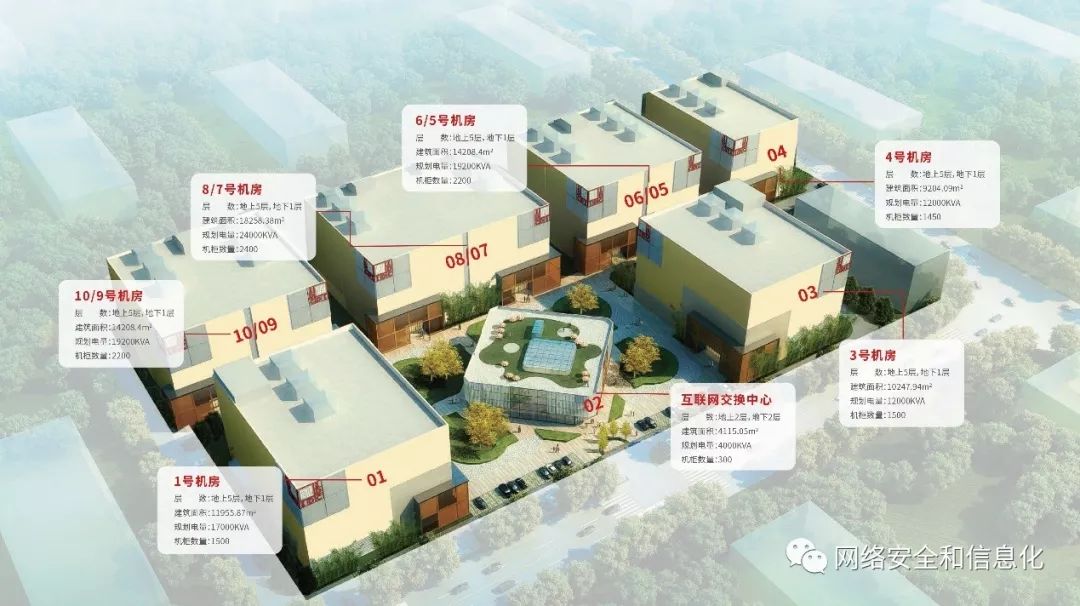 6/5号机房
层 数:地上5层,地下1层
建筑面积:14208.4m²
规划电量:19200KVA
机柜数量:2200
04
4号机房
层 数:地上5层,地下1层
建筑面积:9204.09m²
规划电量:12000KVA
机柜数量:1450
8/7号机房
层 数:地上5层,地下1层
建筑面积:18258.38m²
规划电量:24000KVA
机柜数量:2400
06/05
08/07
10/9号机房
层 数:地上5层,地下1层
建筑面积:14208.4m²
规划电量:19200KVA
机柜数量:2200
10/09
03
3号机房
层 数:地上5层,地下1层
建筑面积:10247.94m²
规划电量:12000KVA
机柜数量:1500
02
互联网交换中心
层 数:地上2层,地下2层
建筑面积:4115.05m²
规划电量:4000KVA
机柜数量:300
01
1号机房
层 数:地上5层,地下1层
建筑面积:11955.87m²
规划电量:17000KVA
机柜数量:1500
网络安全和信息化